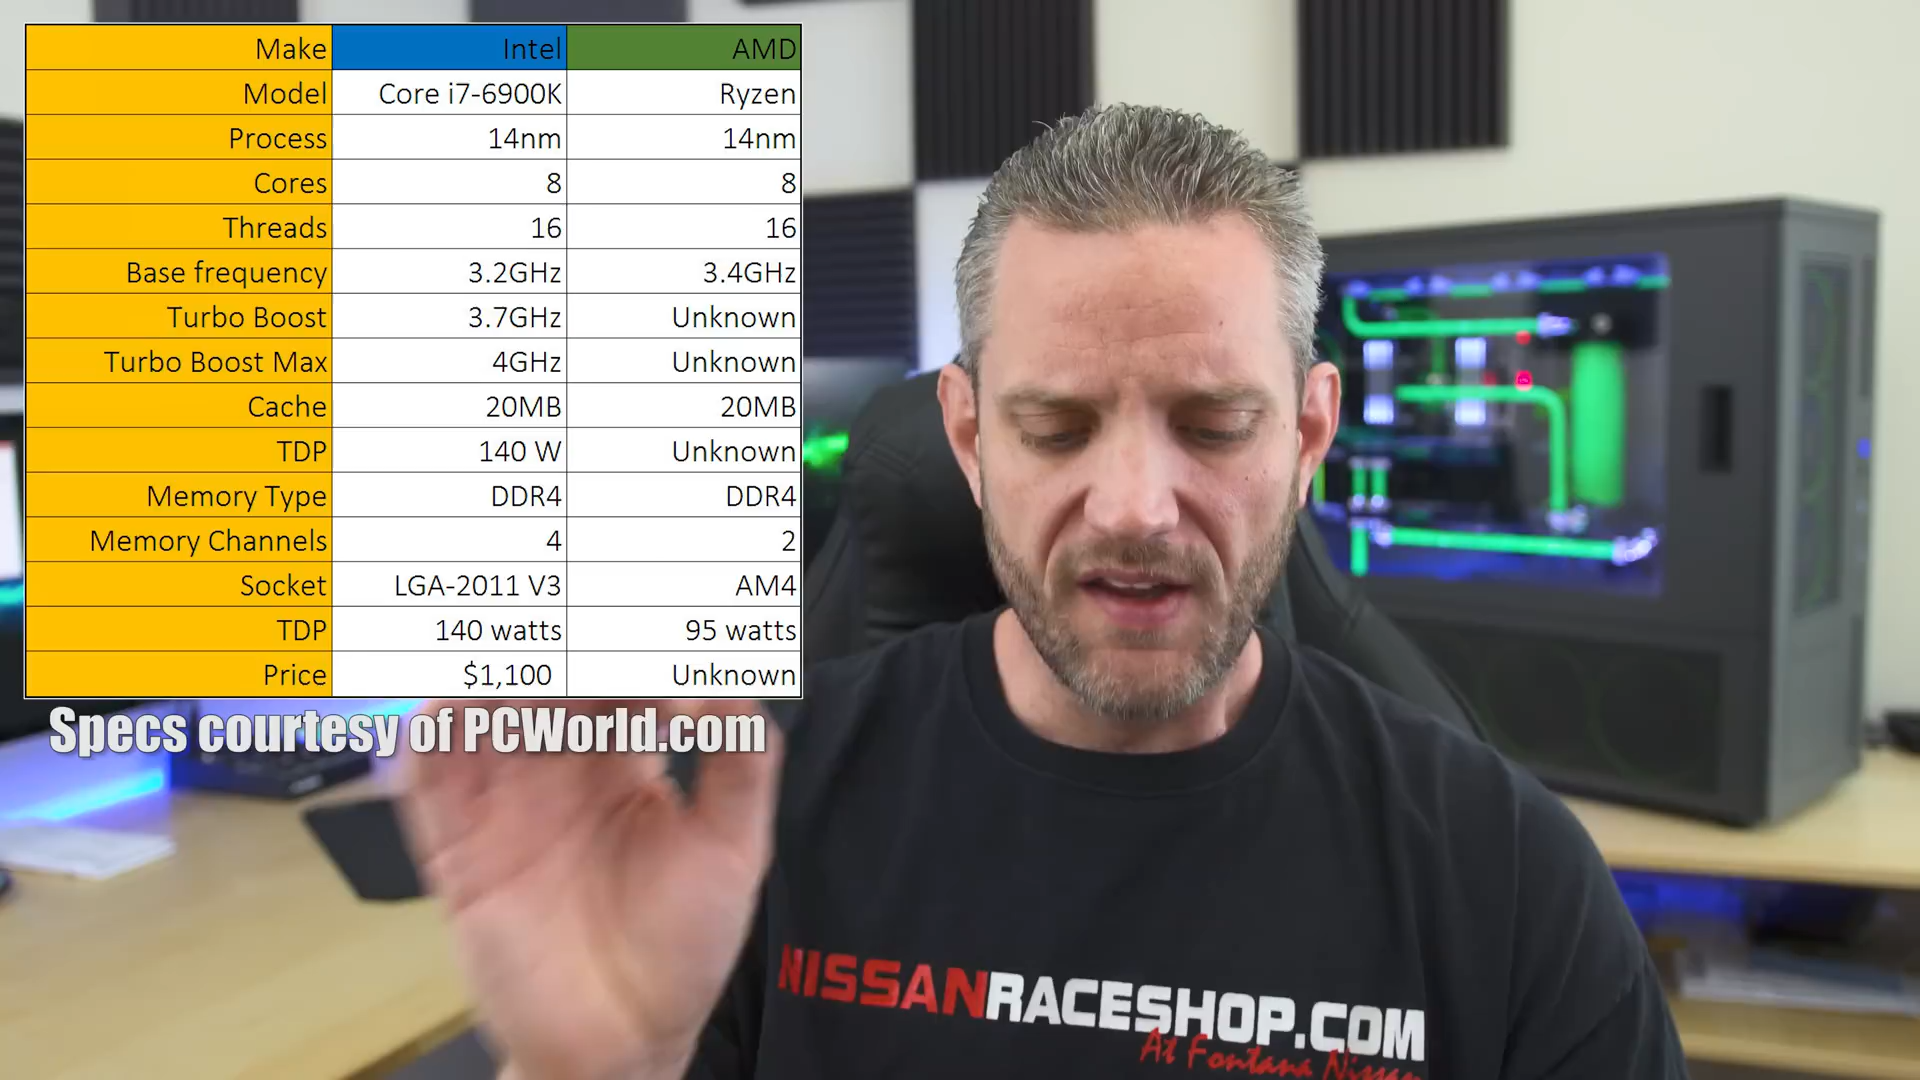 Make Intel AMD
Model Core i7-6900K Ryzen
Process 14nm 14nm
Cores 8 8
Threads 16 16
Base frequency 3.2GHz 3.4GHz
Turbo Boost 3.7GHz Unknown
Turbo Boost Max 4GHz Unknown
Cache 20MB 20MB
TDP 140 W Unknown
Memory Type DDR4 DDR4
Memory Channels 4 2
Socket LGA-2011 V3 AM4
TDP 140 watts 95 watts
Price $1,100 Unknown
Specs courtesy of PCWorld.com
NISSANRACESHOP.COM
At Fontana Nissan